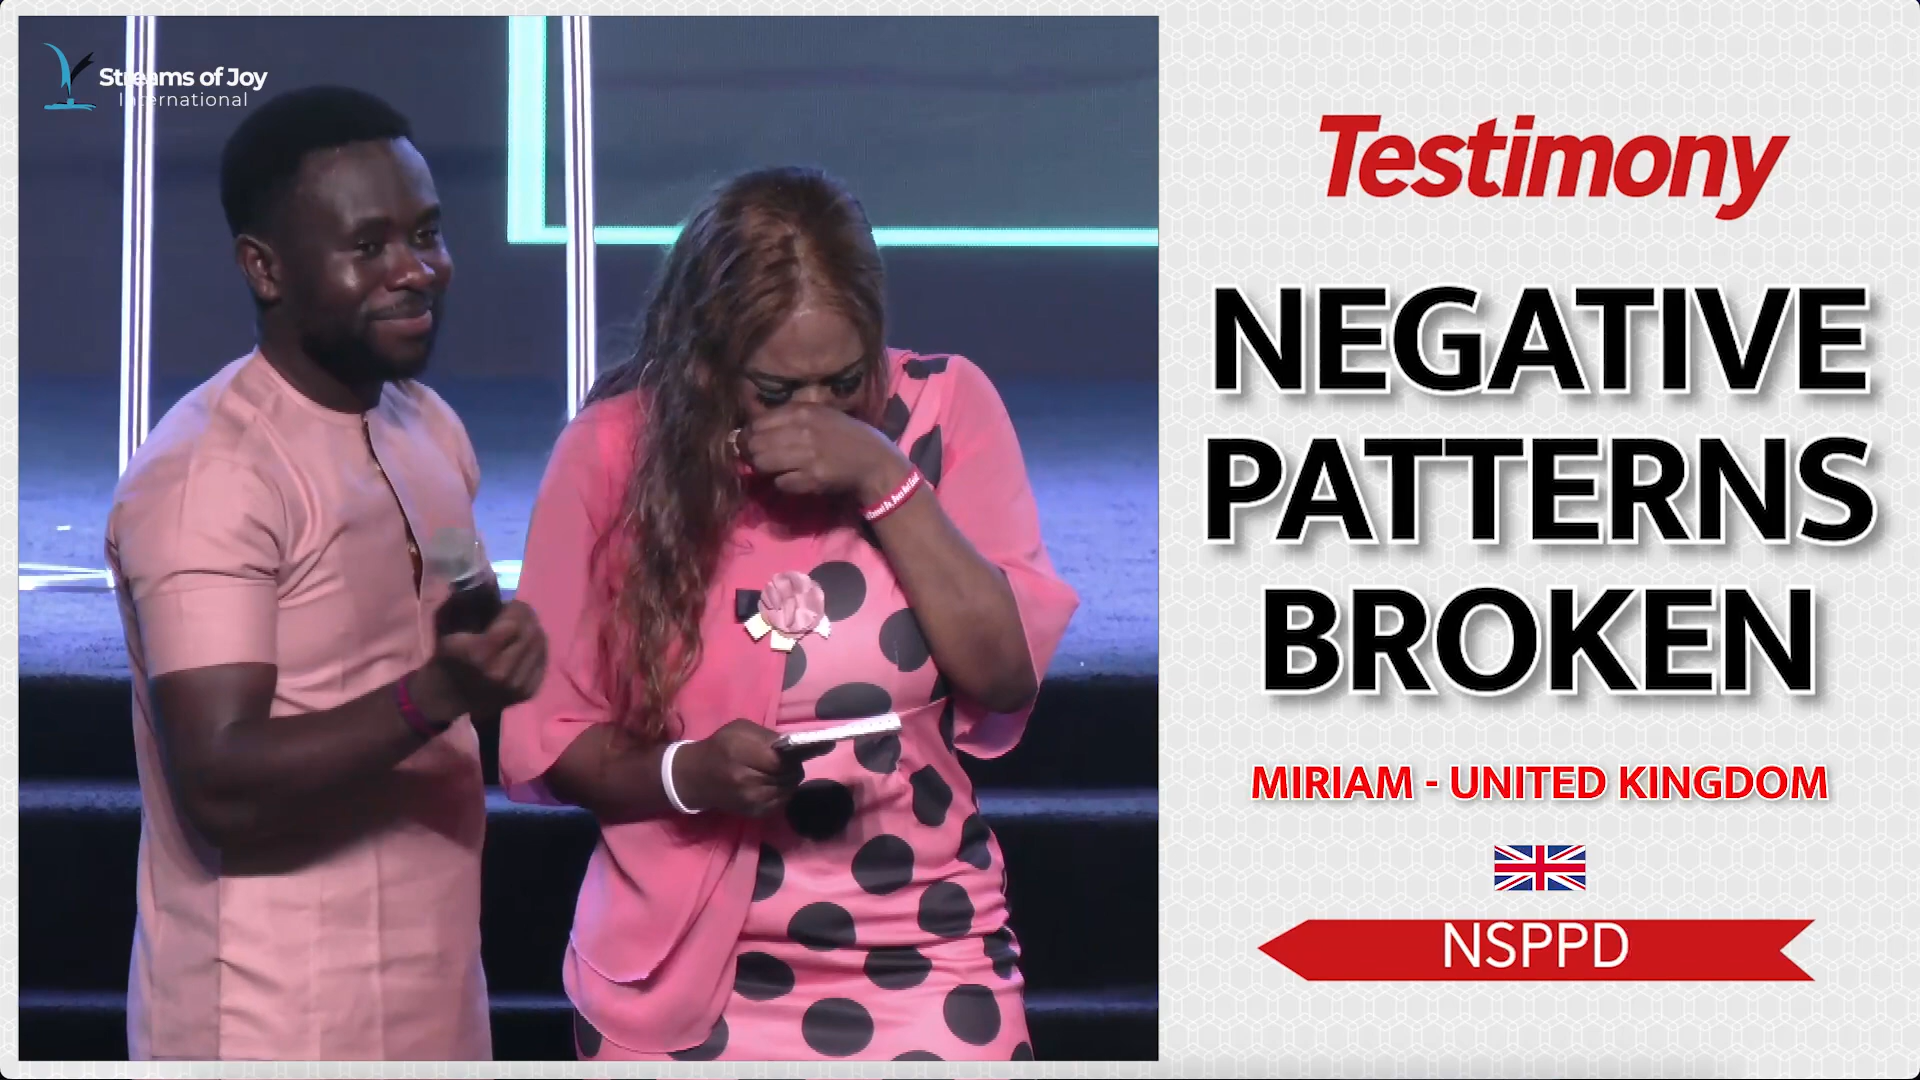 Streams of Joy
International
Testimony
NEGATIVE
PATTERNS
BROKEN
MIRIAM - UNITED KINGDOM
NSPPD